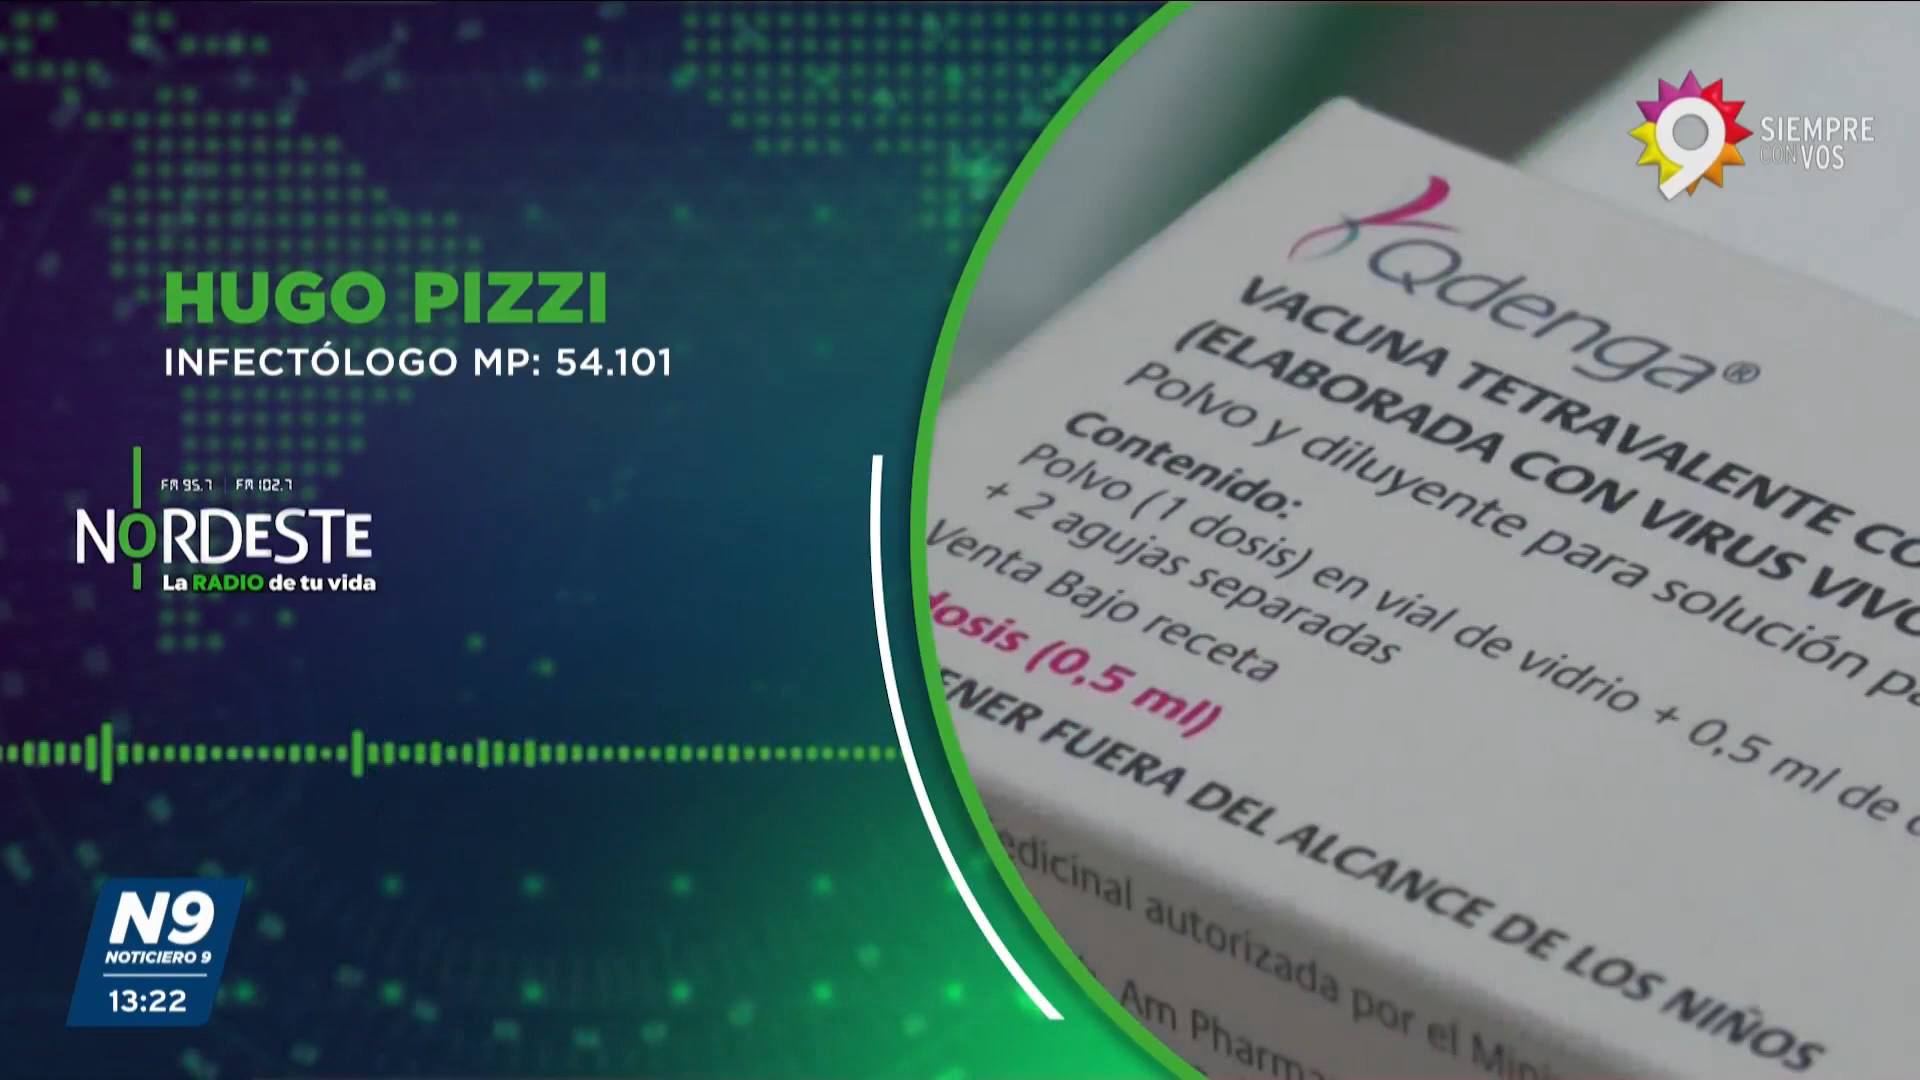 HUGO PIZZI
INFECTÓLOGO MP: 54.101
FM 95.7 | FM 102.7
NORDESTE
La RADIO de tu vida
N9
NOTICIERO 9
13:22
9 SIEMPRE
CON VOS
Qdenga®
VACUNA TETRAVALENTE CO
(ELABORADA CON VIRUS VIVO
Polvo y diluyente para solución pa
Contenido:
Polvo (1 dosis) en vial de vidrio + 0,5 ml de
+ 2 agujas separadas
Venta Bajo receta
dosis (0,5 ml)
ENER FUERA DEL ALCANCE DE LOS NIÑOS
edicinal autorizada por el Mini
Am Pharma